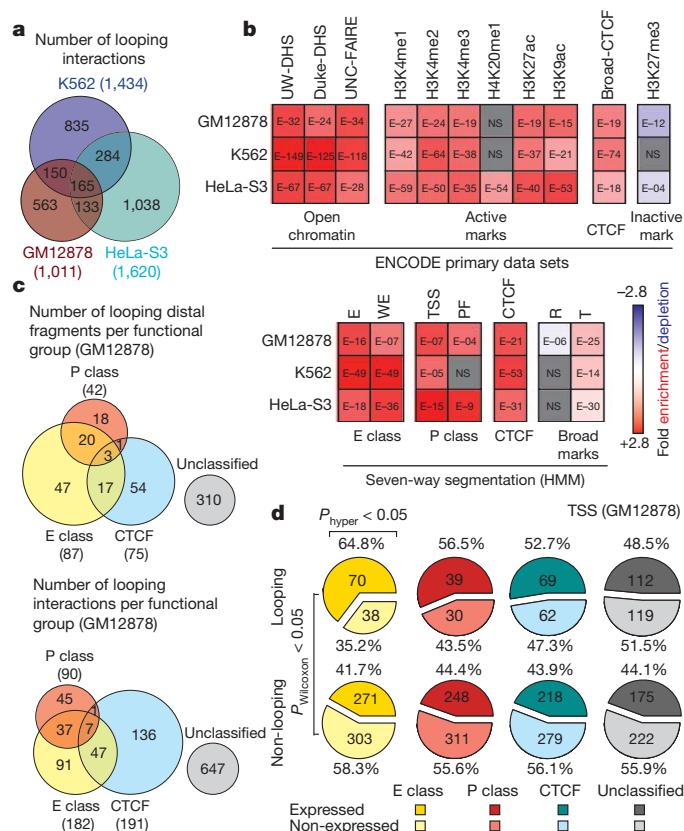 a
Number of looping
interactions
K562 (1,434)
835
284
150
165
133
563
1,038
GM12878
(1,011)
HeLa-S3
(1,620)
b
UW-DHS
Duke-DHS
UNC-FAIRE
H3K4me1
H3K4me2
H3K4me3
H4K20me1
H3K27ac
H3K9ac
Broad-CTCF
H3K27me3
GM12878 E–32 E–24 E–34 E–27 E–24 E–19 NS E–19 E–15 E–19 E–12
K562 E–149 E–125 E–118 E–42 E–64 E–38 NS E–37 E–21 E–74 NS
HeLa-S3 E–67 E–67 E–28 E–59 E–50 E–35 E–54 E–40 E–53 E–18 E–04
Open
chromatin
Active
marks
CTCF
Inactive
mark
ENCODE primary data sets
E
WE
TSS
PF
CTCF
R
T
GM12878 E–16 E–07 E–07 E–04 E–21 E–06 E–25
K562 E–49 E–49 E–05 NS E–53 NS E–14
HeLa-S3 E–18 E–36 E–15 E–9 E–31 NS E–30
E class
P class
CTCF
Broad
marks
Seven-way segmentation (HMM)
–2.8
+2.8
Fold enrichment/depletion
c
Number of looping distal
fragments per functional
group (GM12878)
P class
(42)
18
20
1
3
47
17
54
Unclassified
310
E class
(87)
CTCF
(75)
Number of looping
interactions per functional
group (GM12878)
P class
(90)
45
1
37
7
136
91
47
Unclassified
647
E class
(182)
CTCF
(191)
d
Phyper < 0.05
TSS (GM12878)
64.8% 56.5% 52.7% 48.5%
Looping
70 39 69 112
38 30 62 119
35.2% 43.5% 47.3% 51.5%
PWilcoxon < 0.05
41.7% 44.4% 43.9% 44.1%
Non-looping
271 248 218 175
303 311 279 222
58.3% 55.6% 56.1% 55.9%
E class P class CTCF Unclassified
Expressed
Non-expressed